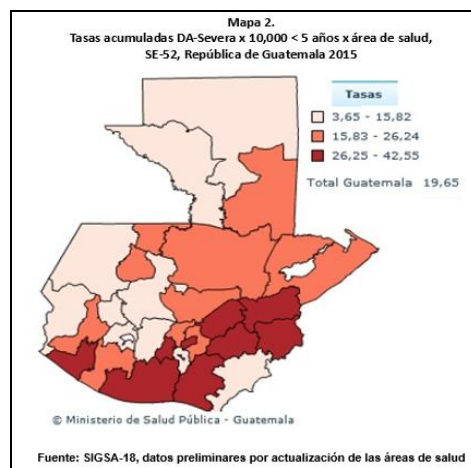 Mapa 2.
Tasas acumuladas DA-Severa x 10,000 < 5 años x área de salud,
SE-52, República de Guatemala 2015
Tasas
3,65 - 15,82
15,83 - 26,24
26,25 - 42,55
Total Guatemala 19,65
© Ministerio de Salud Pública - Guatemala
Fuente: SIGSA-18, datos preliminares por actualización de las áreas de salud